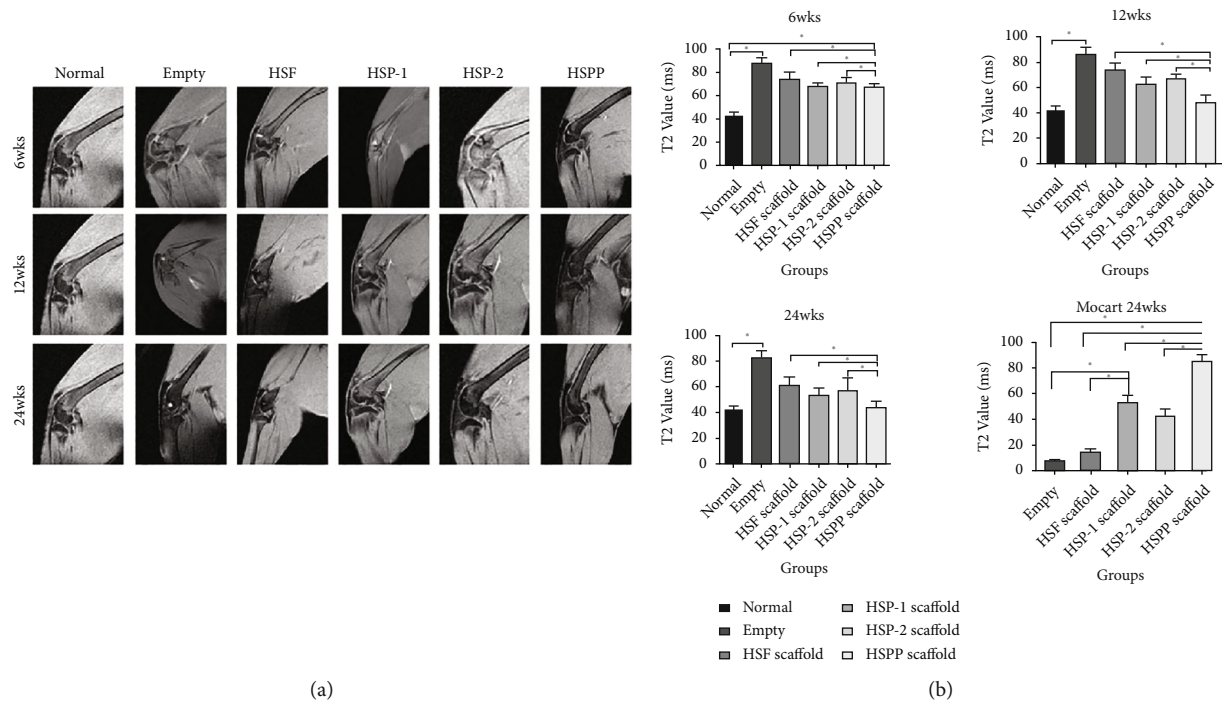 (a)
Normal Empty HSF HSP-1 HSP-2 HSPP
6wks
12wks
24wks
(b)
6wks
T2 Value (ms)
100
80
60
40
20
0
* * * * *
Normal
Empty
HSF scaffold
HSP-1 scaffold
HSP-2 scaffold
HSPP scaffold
Groups
12wks
T2 Value (ms)
100
80
60
40
20
0
* * * *
Normal
Empty
HSF scaffold
HSP-1 scaffold
HSP-2 scaffold
HSPP scaffold
Groups
24wks
T2 Value (ms)
100
80
60
40
20
0
* * * *
Normal
Empty
HSF scaffold
HSP-1 scaffold
HSP-2 scaffold
HSPP scaffold
Groups
Mocart 24wks
T2 Value (ms)
100
80
60
40
20
0
* * * * * *
Empty
HSF scaffold
HSP-1 scaffold
HSP-2 scaffold
HSPP scaffold
Groups
Normal
Empty
HSF scaffold
HSP-1 scaffold
HSP-2 scaffold
HSPP scaffold
(a)
(b)